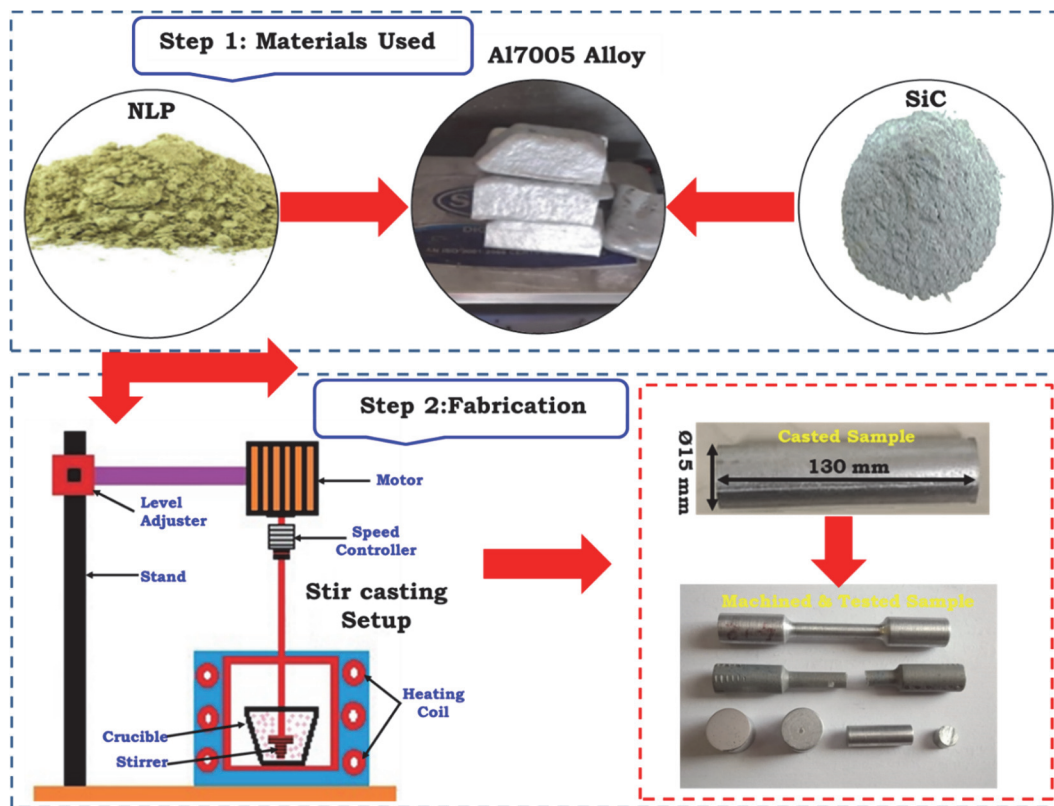 Step 1: Materials Used
Al7005 Alloy
NLP
SiC
Step 2:Fabrication
Motor
Level
Adjuster
Speed
Controller
Stand
Stir casting
Setup
Heating
Coil
Crucible
Stirrer
Casted Sample
Ø15 mm
130 mm
Machined & Tested Sample